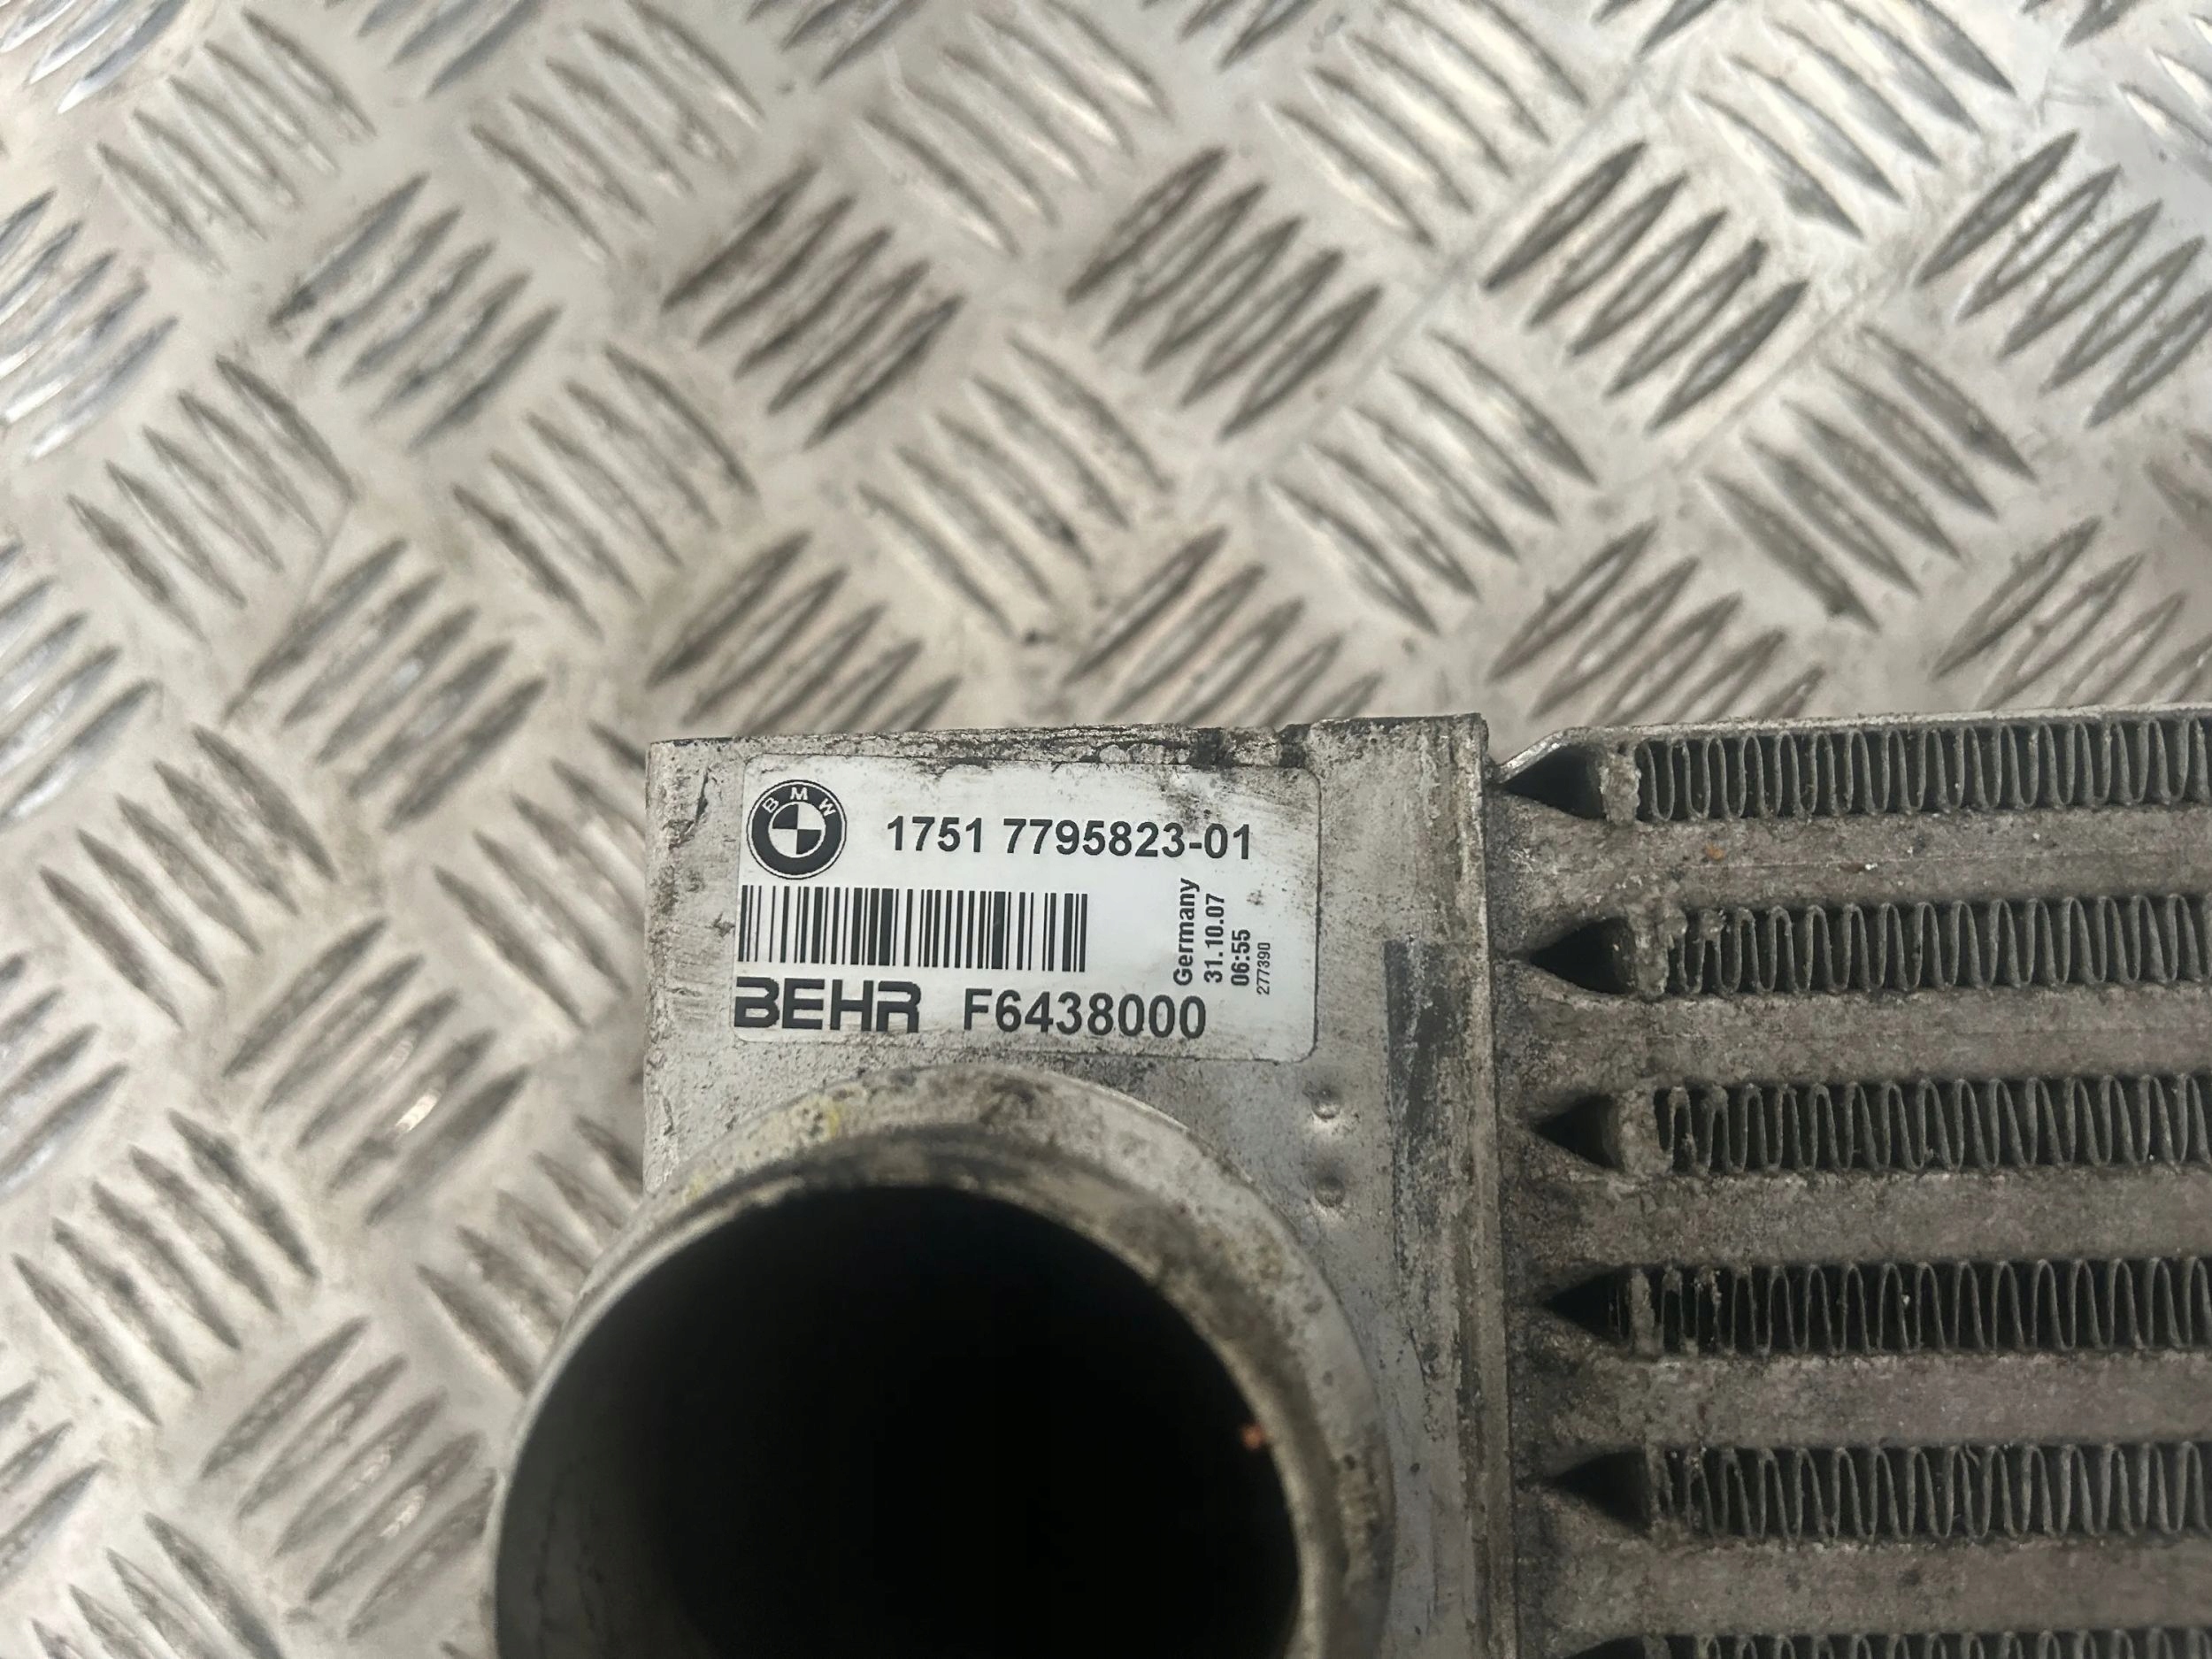 BMW
1751 7795823-01
Germany
31.10.07
06:55
277390
BEHR F6438000